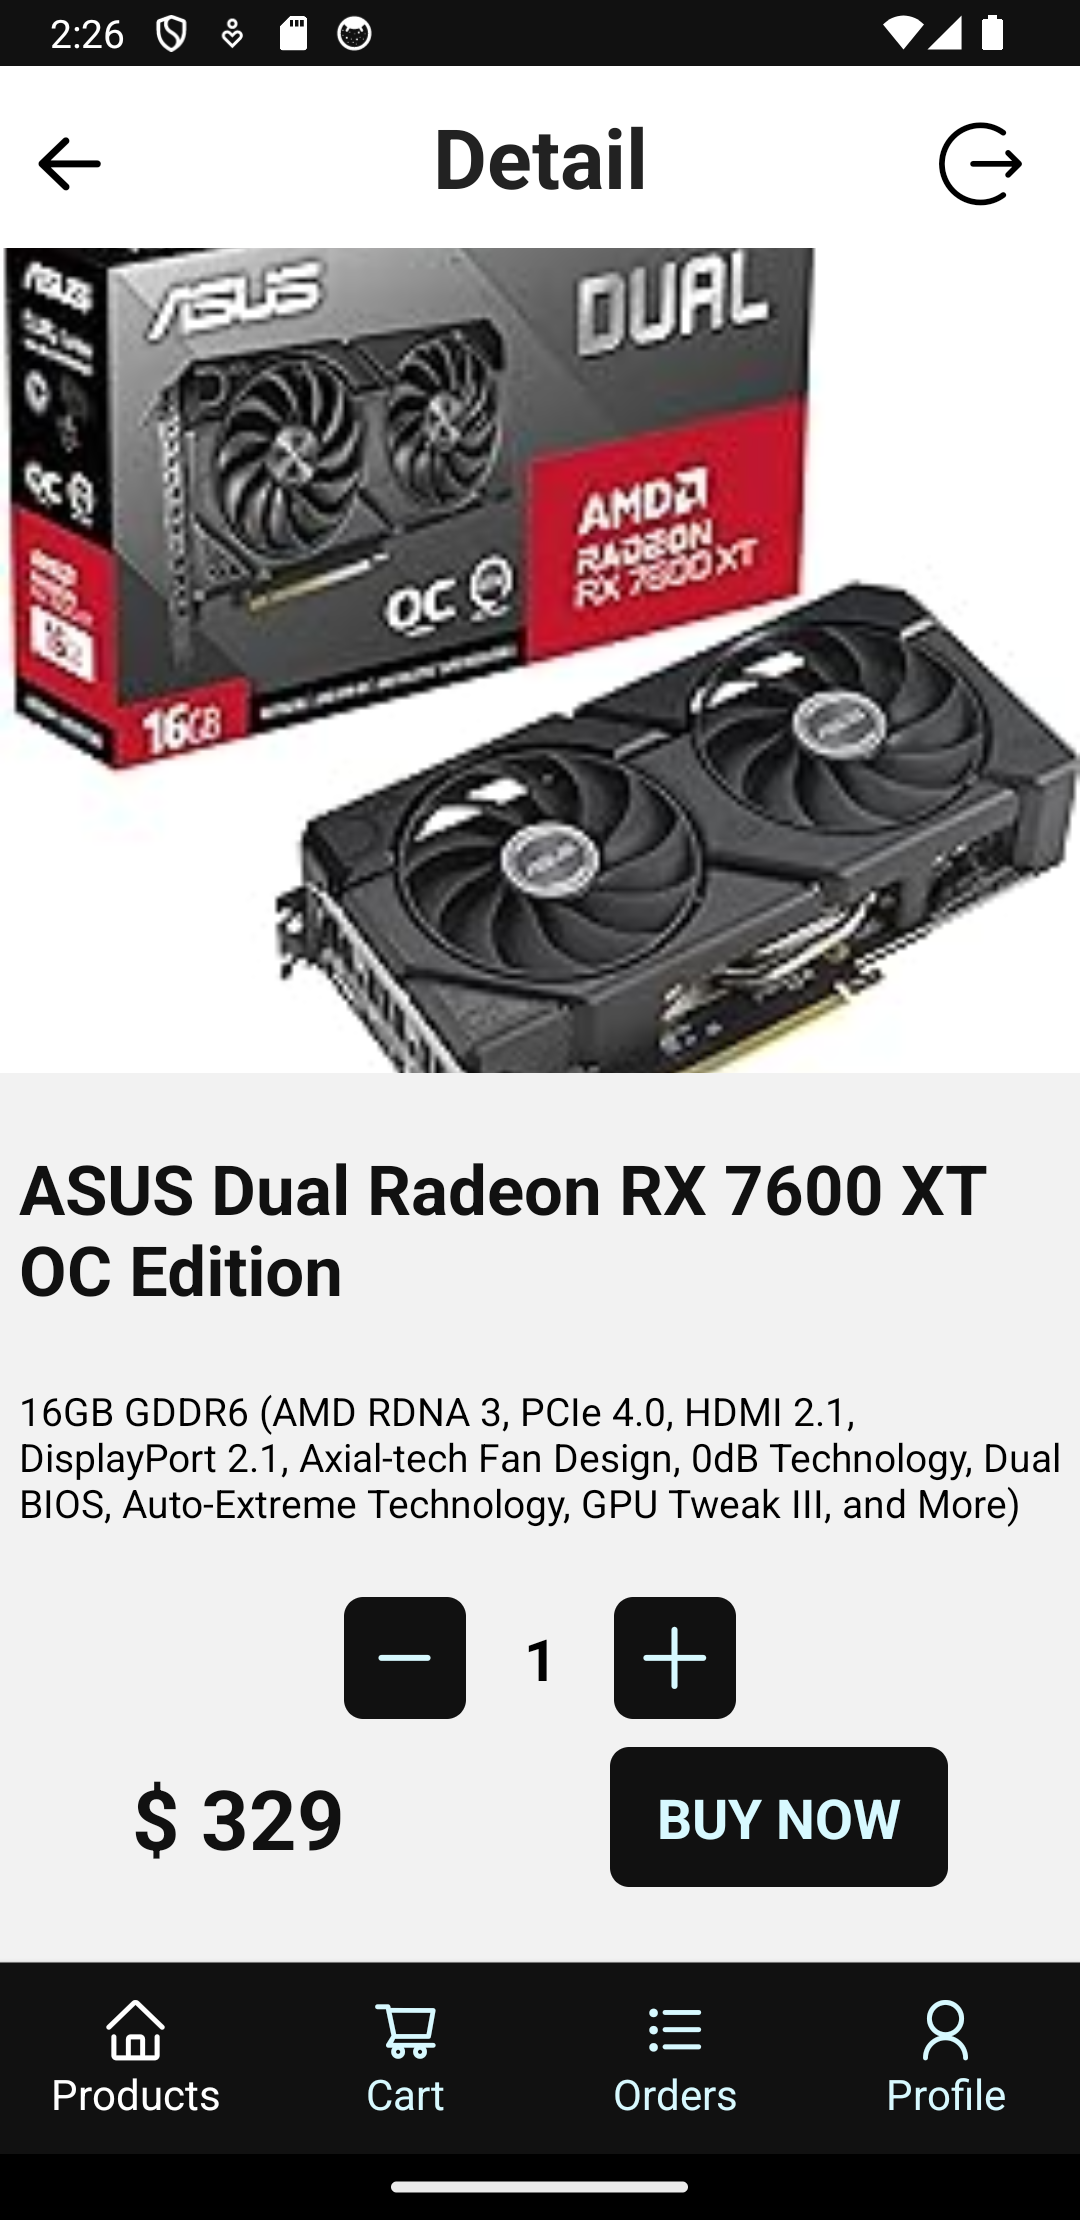 2:26
Detail
ASUS
ASUS
DUAL
OC
AMD
RADEON
RX 7600 XT
OC
16GB
ASUS Dual Radeon RX 7600 XT
OC Edition
16GB GDDR6 (AMD RDNA 3, PCIe 4.0, HDMI 2.1,
DisplayPort 2.1, Axial-tech Fan Design, 0dB Technology, Dual
BIOS, Auto-Extreme Technology, GPU Tweak III, and More)
1
$ 329
BUY NOW
Products
Cart
Orders
Profile